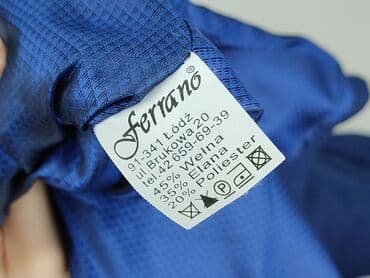 Ferrano®
91-341 Łódź
ul. Brukowa 20
tel. 42 659-69-39
45% Wełna
35% Elana
20% Poliester